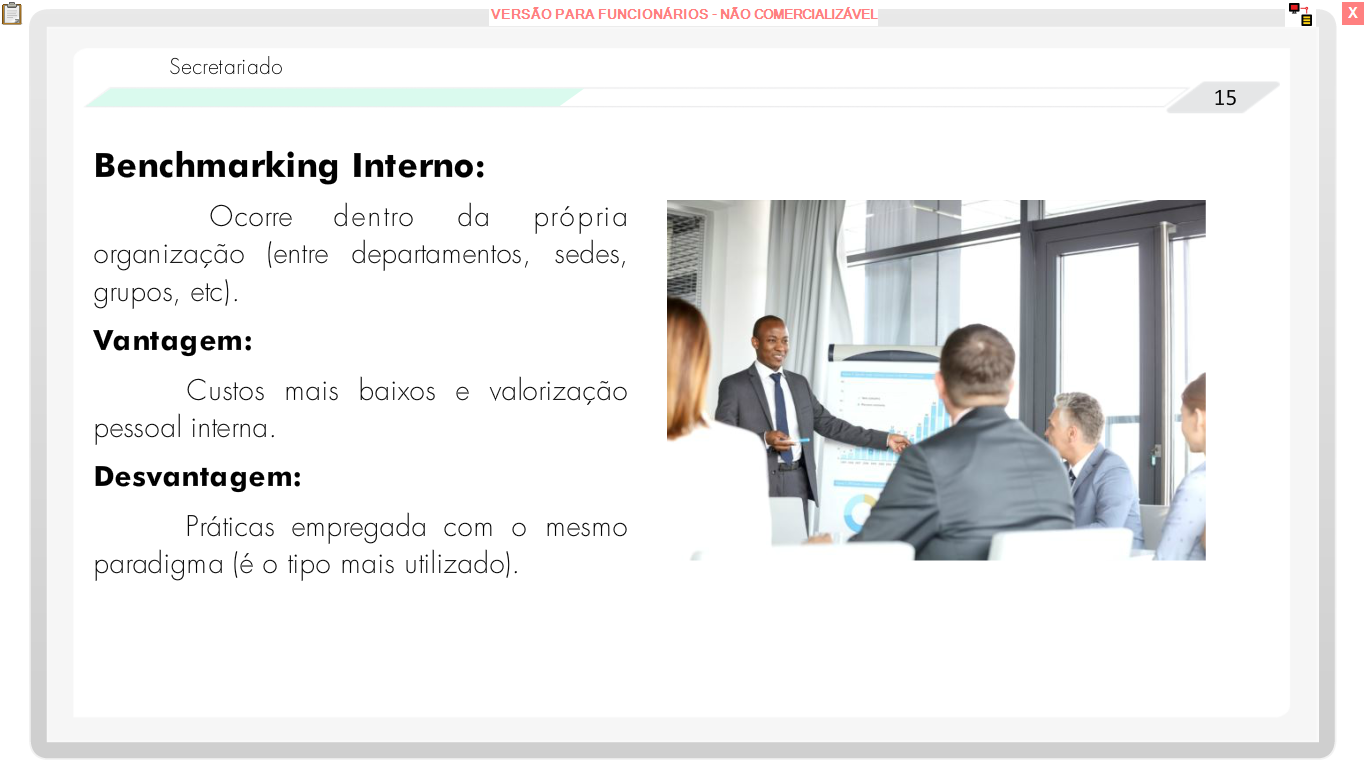 VERSÃO PARA FUNCIONÁRIOS - NÃO COMERCIALIZÁVEL
X
Secretariado
15
Benchmarking Interno:
Ocorre dentro da própria
organização (entre departamentos, sedes,
grupos, etc).
Vantagem:
Custos mais baixos e valorização
pessoal interna.
Desvantagem:
Práticas empregada com o mesmo
paradigma (é o tipo mais utilizado).